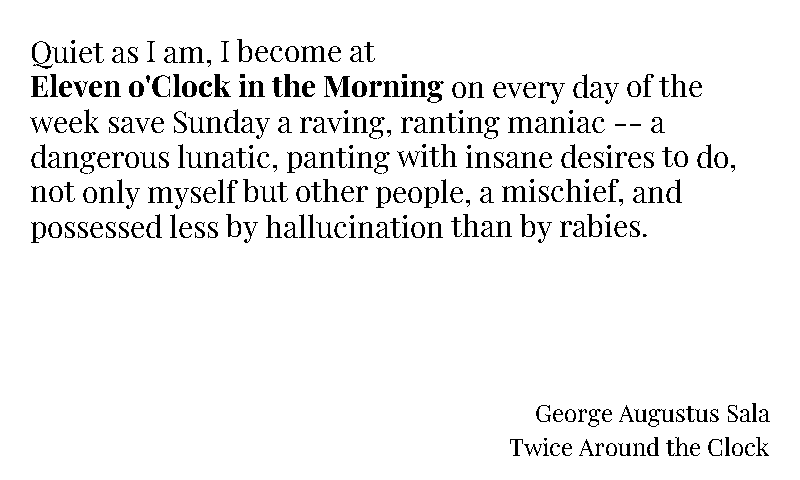 Quiet as I am, I become at
Eleven o'Clock in the Morning on every day of the
week save Sunday a raving, ranting maniac -- a
dangerous lunatic, panting with insane desires to do,
not only myself but other people, a mischief, and
possessed less by hallucination than by rabies.
George Augustus Sala
Twice Around the Clock